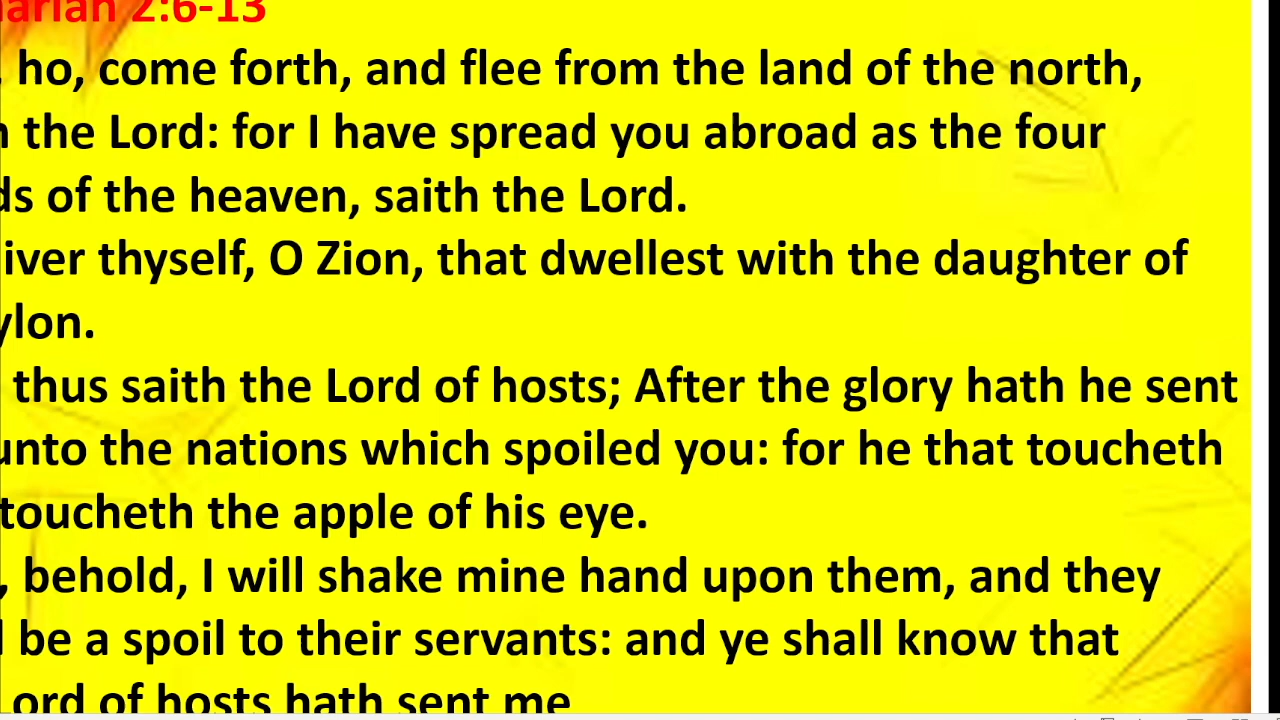 2:6-13
ho, come forth, and flee from the land of the north,
the Lord: for I have spread you abroad as the four
of the heaven, saith the Lord.
thyself, O Zion, that dwellest with the daughter of
ylon.
thus saith the Lord of hosts; After the glory hath he sent
unto the nations which spoiled you: for he that toucheth
toucheth the apple of his eye.
, behold, I will shake mine hand upon them, and they
be a spoil to their servants: and ye shall know that
Lord of hosts hath sent me